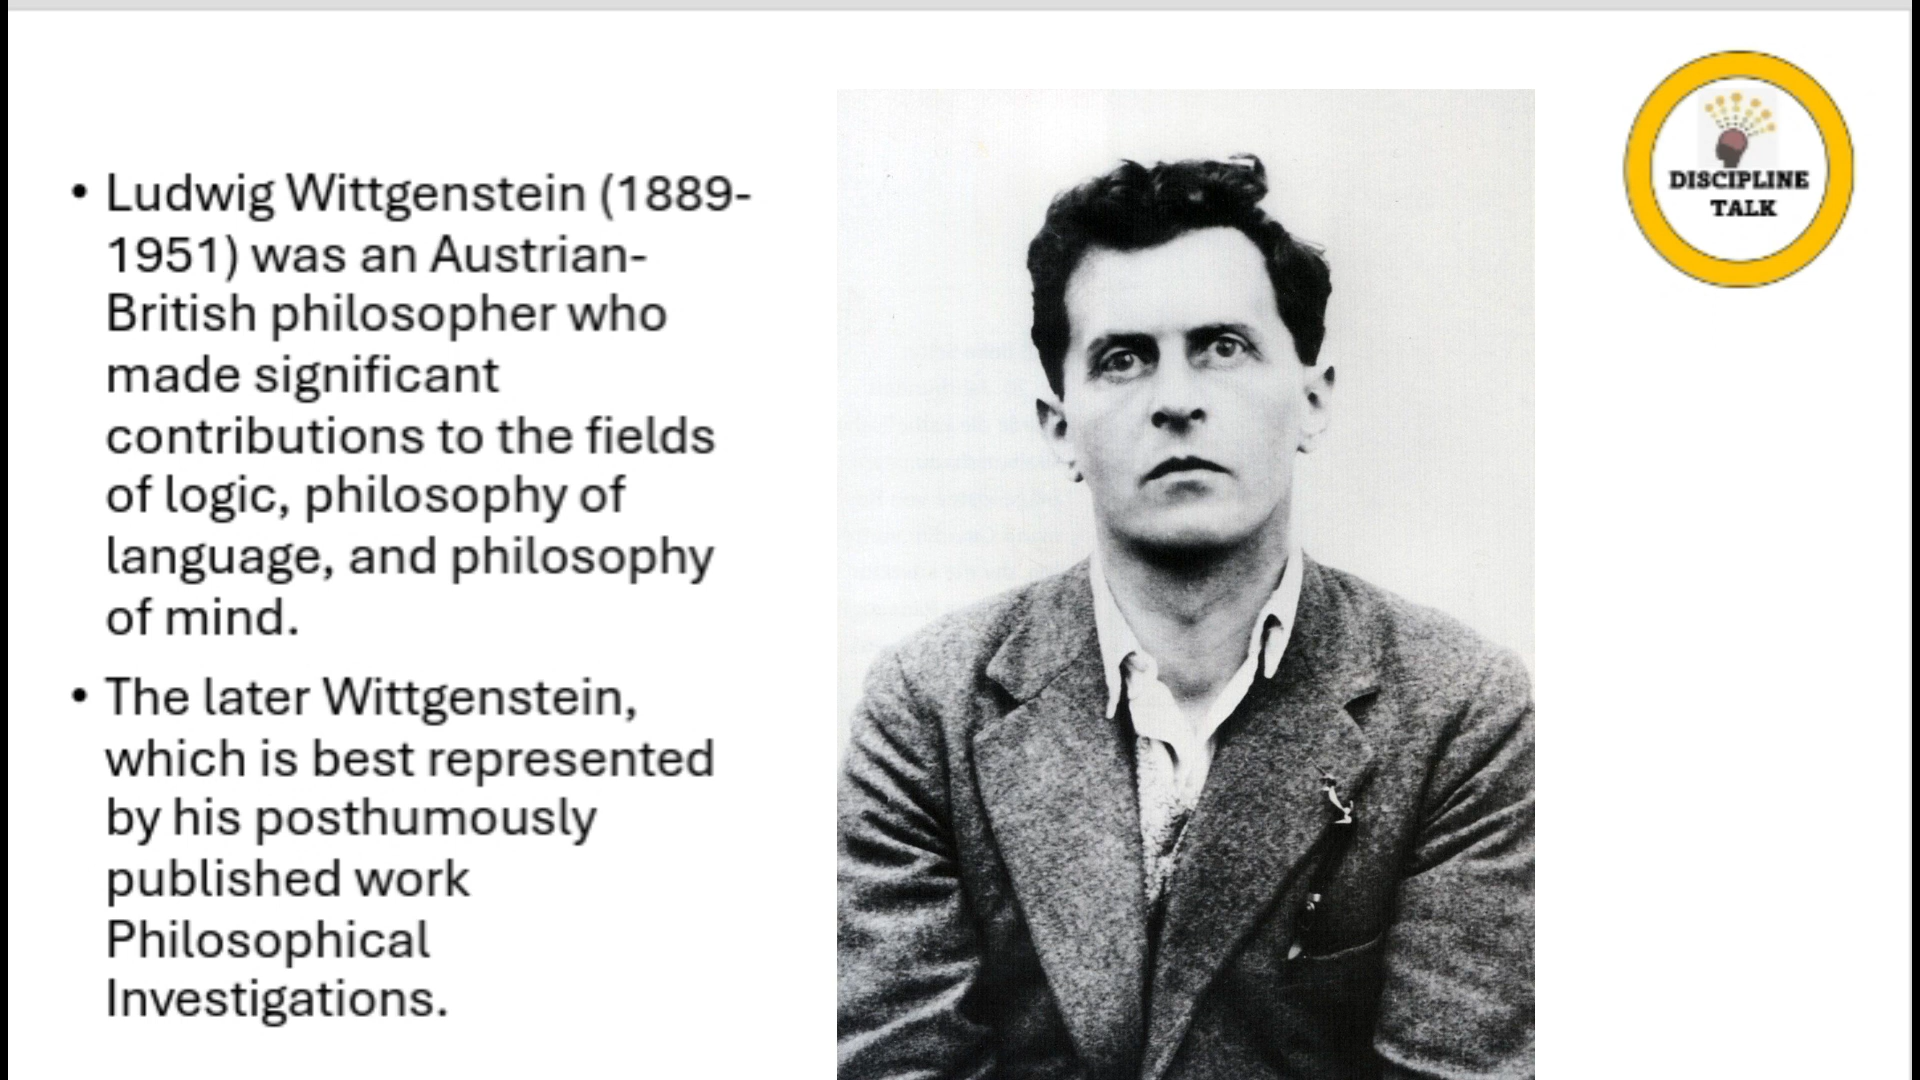 • Ludwig Wittgenstein (1889-
1951) was an Austrian-
British philosopher who
made significant
contributions to the fields
of logic, philosophy of
language, and philosophy
of mind.
• The later Wittgenstein,
which is best represented
by his posthumously
published work
Philosophical
Investigations.
DISCIPLINE
TALK